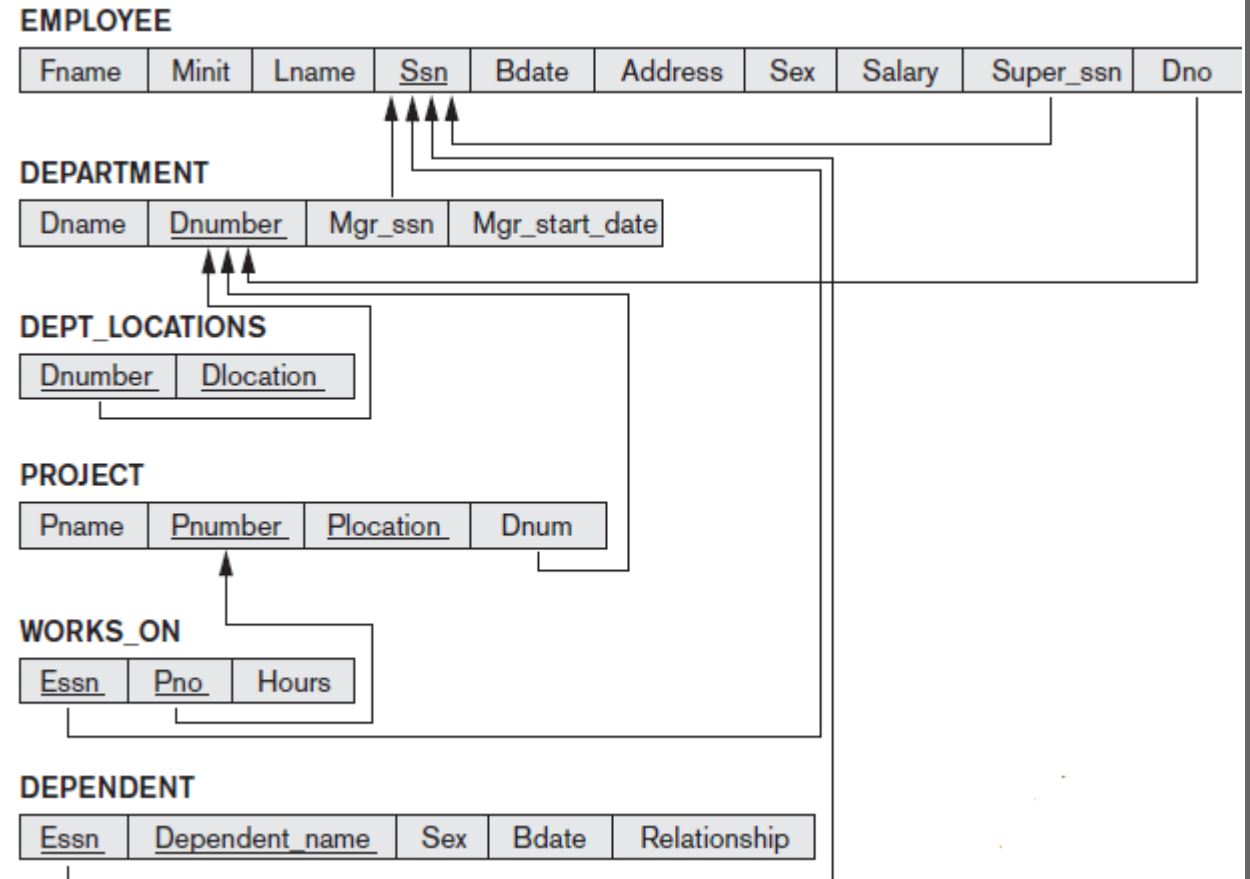 EMPLOYEE
Fname Minit Lname Ssn Bdate Address Sex Salary Super_ssn Dno
DEPARTMENT
Dname Dnumber Mgr_ssn Mgr_start_date
DEPT_LOCATIONS
Dnumber Dlocation
PROJECT
Pname Pnumber Plocation Dnum
WORKS_ON
Essn Pno Hours
DEPENDENT
Essn Dependent_name Sex Bdate Relationship